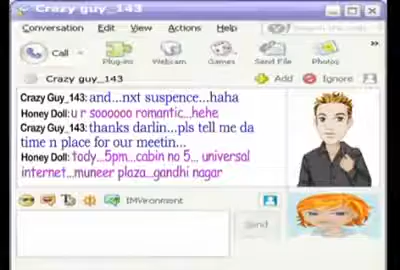 Crazy guy_143
Conversation Edit View Actions Help
Call
Plug-ins Webcam Games Send File Photos
Crazy guy_143 Add Ignore
Crazy Guy_143: and...nxt suspence...haha
Honey Doll: u r soooooo romantic...hehe
Crazy Guy_143: thanks darlin...pls tell me da
time n place for our meetin...
Honey Doll: tody...5pm...cabin no 5... universal
internet...muneer plaza...gandhi nagar
IMVironment
Send